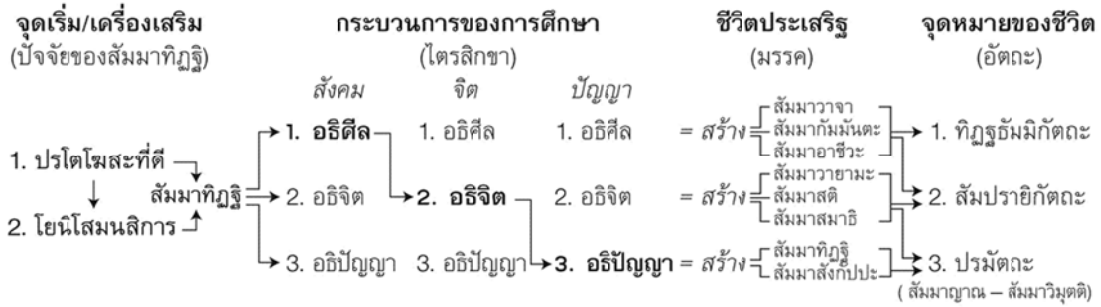 จุดเริ่ม/เครื่องเสริม กระบวนการของการศึกษา ชีวิตประเสริฐ จุดหมายของชีวิต
(ปัจจัยของสัมมาทิฏฐิ) (ไตรสิกขา) (มรรค) (อัตถะ)
สังคม จิต ปัญญา
สัมมาวาจา
1. อธิศีล 1. อธิศีล 1. อธิศีล = สร้าง สัมมากัมมันตะ 1. ทิฏฐธัมมิกัตถะ
สัมมาอาชีวะ
1. ปรโตโฆสะที่ดี
สัมมาวายามะ
สัมมาทิฏฐิ 2. อธิจิต 2. อธิจิต 2. อธิจิต = สร้าง สัมมาสติ 2. สัมปรายิกัตถะ
สัมมาสมาธิ
2. โยนิโสมนสิการ
สัมมาทิฏฐิ
3. อธิปัญญา 3. อธิปัญญา 3. อธิปัญญา = สร้าง สัมมาสังกัปปะ 3. ปรมัตถะ
( สัมมาญาณ – สัมมาวิมุตติ)